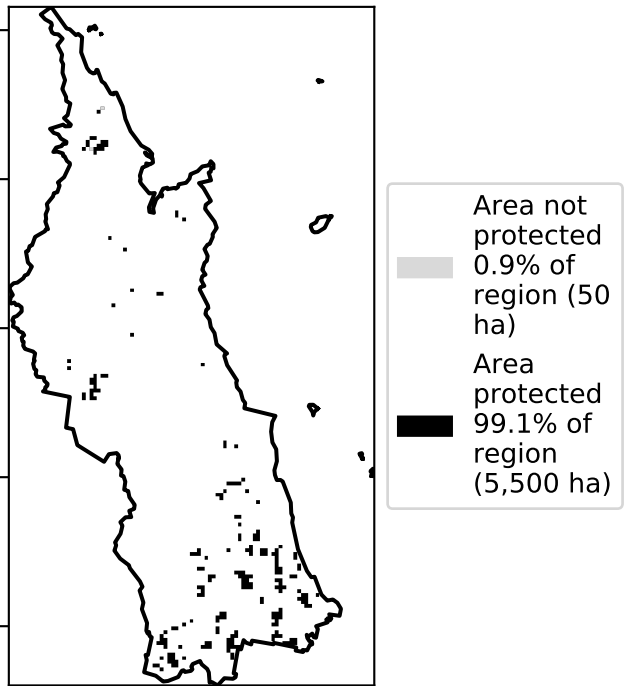 Area not
protected
0.9% of
region (50
ha)
Area
protected
99.1% of
region
(5,500 ha)